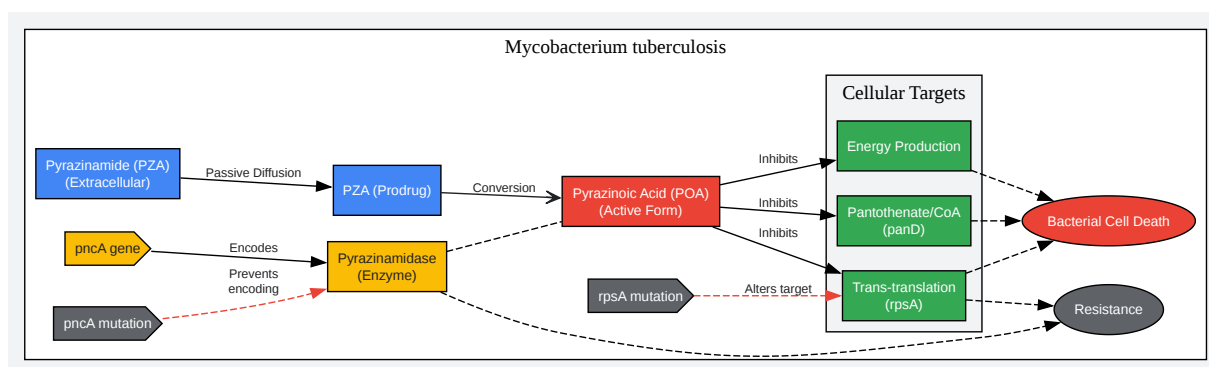 Mycobacterium tuberculosis
Cellular Targets
Pyrazinamide (PZA)
(Extracellular)
Passive Diffusion
PZA (Prodrug)
Conversion
Pyrazinoic Acid (POA)
(Active Form)
Inhibits
Energy Production
Inhibits
Pantothenate/CoA
(panD)
Bacterial Cell Death
Inhibits
pncA gene
Encodes
Pyrazinamidase
(Enzyme)
Prevents
encoding
pncA mutation
rpsA mutation
Alters target
Trans-translation
(rpsA)
Resistance